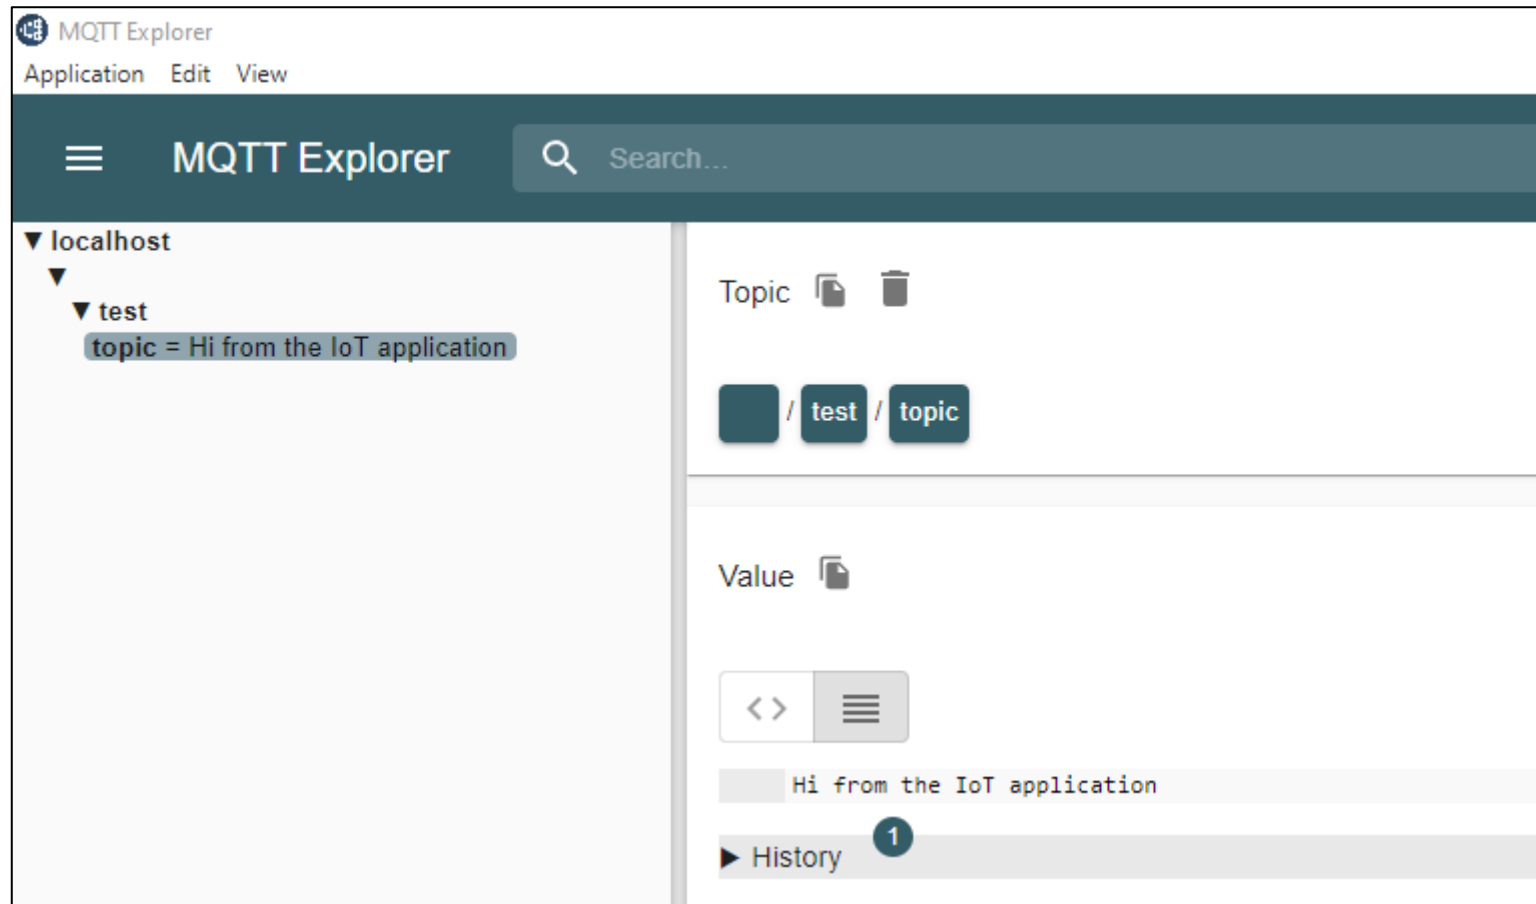 MQTT Explorer
Application Edit View
MQTT Explorer Search...
▼ localhost
▼
▼ test
topic = Hi from the IoT application
Topic
/ test / topic
Value
<>
Hi from the IoT application
▶ History 1